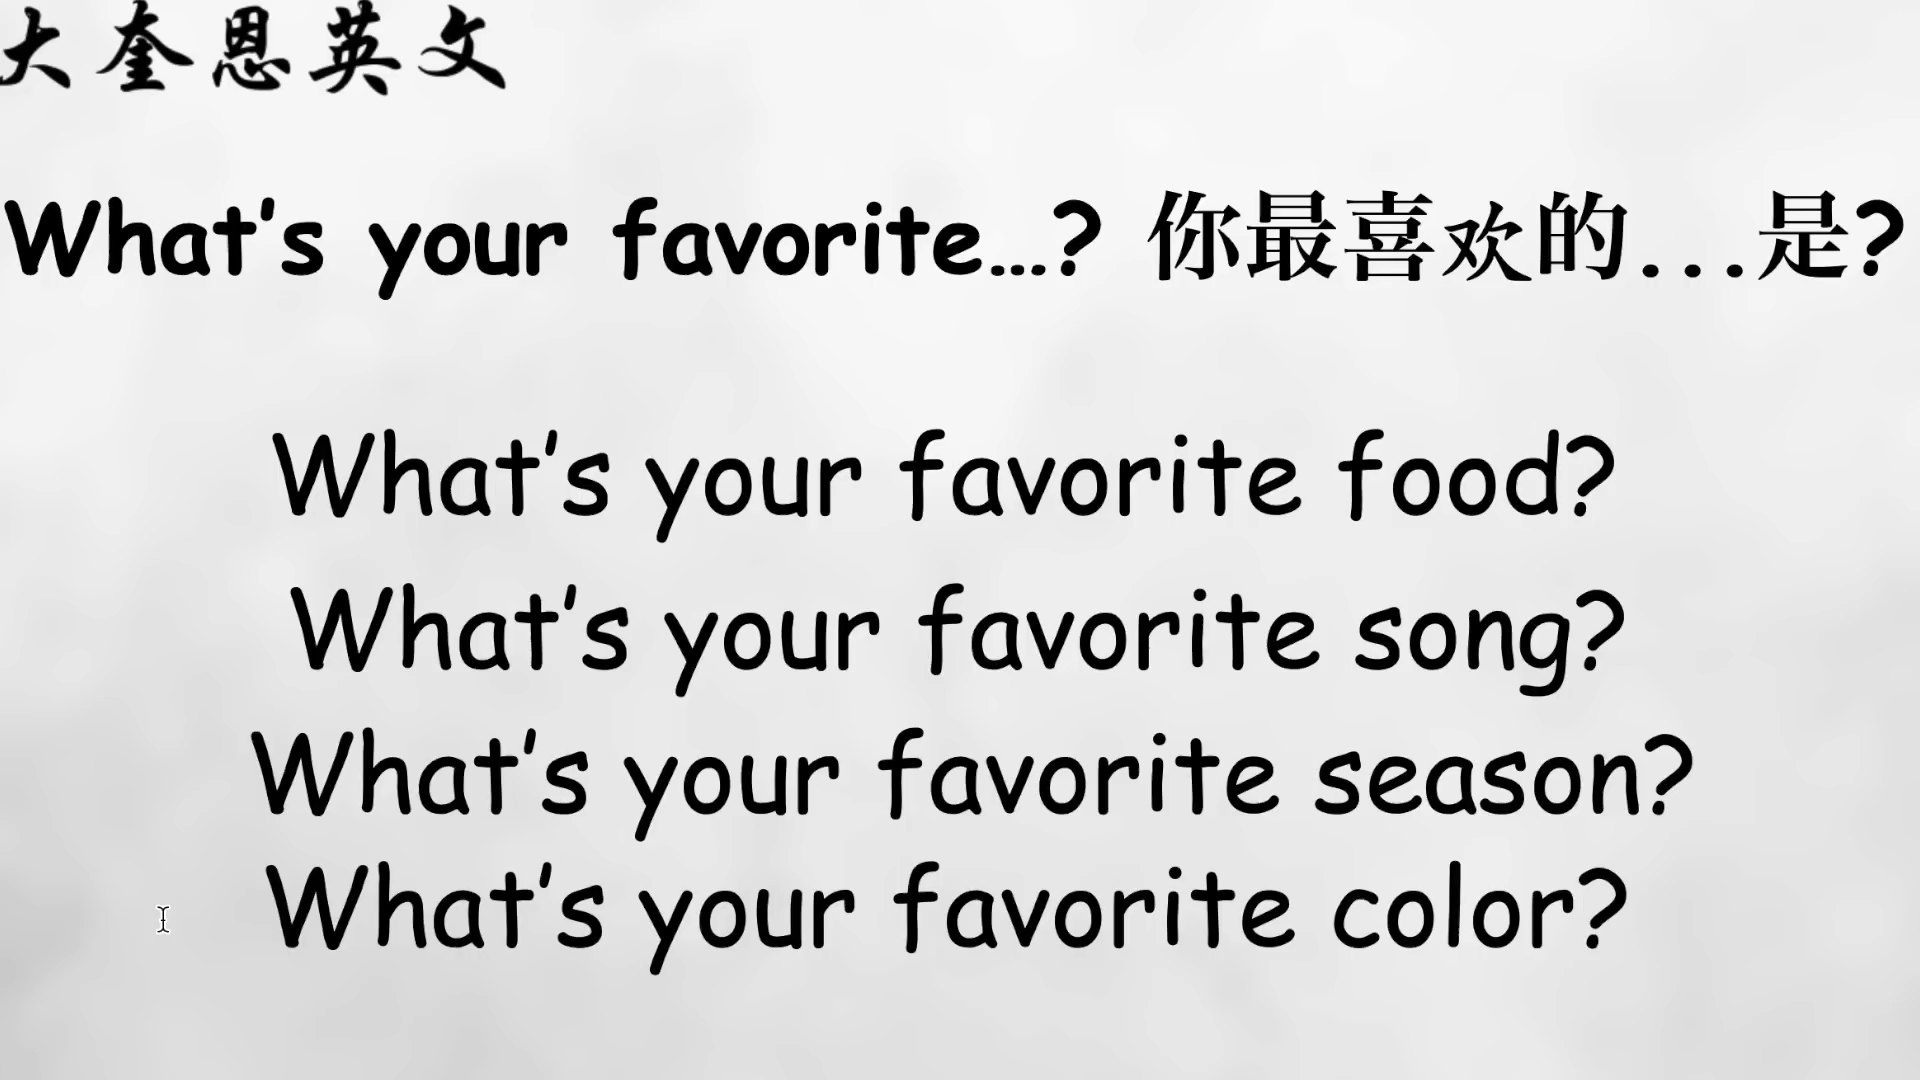 大奎恩英文
What's your favorite...? 你最喜欢的...是?
What's your favorite food?
What's your favorite song?
What's your favorite season?
What's your favorite color?